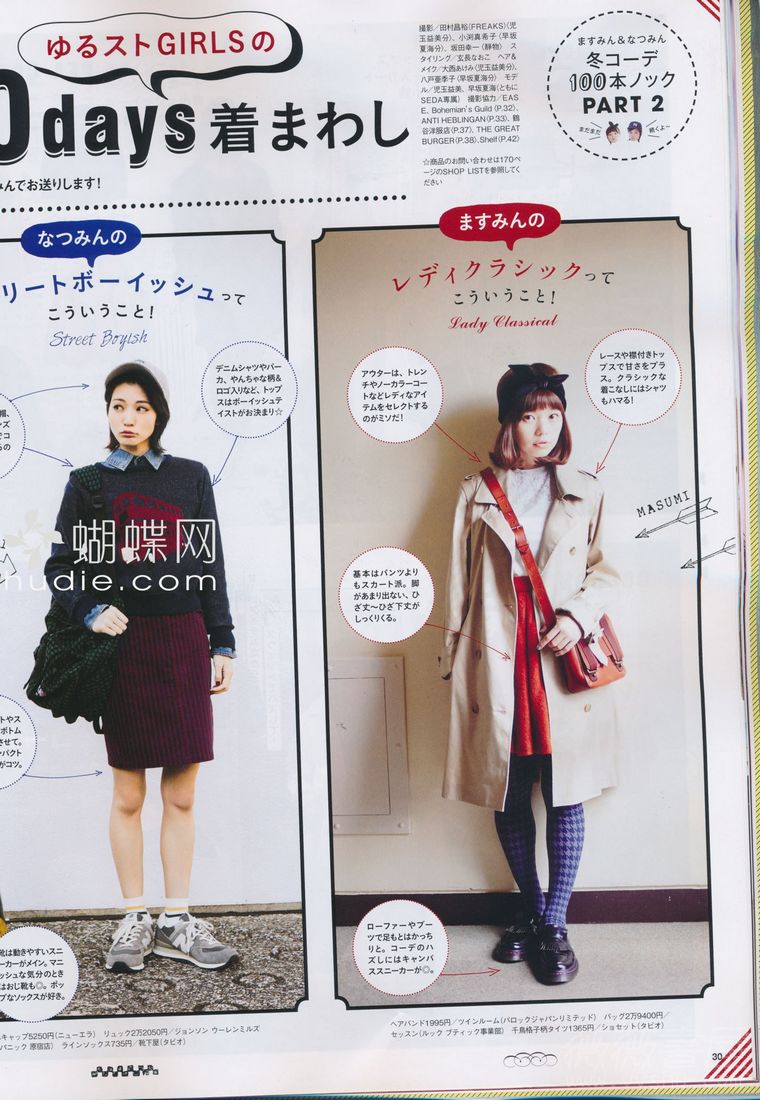 ゆるストGIRLSの
0days着まわし
みんでお送りします!
撮影/田村昌裕(FREAKS)(児
玉益美分)、小渕真希子(早坂
夏海分)、坂田幸一(静物) ス
タイリング/玄長なおこ ヘア&
メイク/大西あけみ(児玉益美分)、
八戸亜季子(早坂夏海分) モデ
ル/児玉益美、早坂夏海(ともに
SEDA専属) 撮影協力/EAS
E、Bohemian's Guild(P.32)、
ANTI HEBLINGAN(P.33)、鶴
谷洋服店(P.37)、THE GREAT
BURGER(P.38)、Shelf(P.42)
☆商品のお問い合わせは170ペ
ージのSHOP LISTを参照してく
ださい
ますみん&なつみん
冬コーデ
100本ノック
PART 2
まだまだ
続くよ~
なつみんの
リートボーイッシュって
こういうこと!
Street Boyish
デニムシャツやパー
カ、やんちゃな柄&
ロゴ入りなど、トップ
スはボーイッシュテ
イストがお決まり☆
帽、
ンズ
でコ
るの
トやス
ボトム
させて。
ンパクト
がコツ。
靴は動きやすいスニ
ーカーがメイン。マニ
ッシュな気分のとき
はおじ靴も◎。ポッ
プなソックスが好き。
蝴蝶网
hudie.com
キャップ5250円(ニューエラ) リュック2万2050円/ジョンソン ウーレンミルズ
(パニック 原宿店) ラインソックス735円/靴下屋(タビオ)
ますみんの
レディクラシックって
こういうこと!
Lady Classical
アウターは、トレン
チやノーカラーコー
トなどレディなアイ
テムをセレクトする
のがミソだ!
レースや襟付きトッ
プスで甘さをプラ
ス。クラシックな
着こなしにはシャツ
もハマる!
MASUMI
基本はパンツより
もスカート派。脚
があまり出ない、ひ
ざ丈~ひざ下丈が
しっくりくる。
ローファーやブー
ツで足もとはかっち
りと。コーデのハ
ズしにはキャンバ
ススニーカーが◎。
ヘアバンド1995円/ツインルーム(バロックジャパンリミテッド) バッグ2万9400円/
セッスン(ルック ブティック事業部) 千鳥格子柄タイツ1365円/ショセット(タビオ)
30